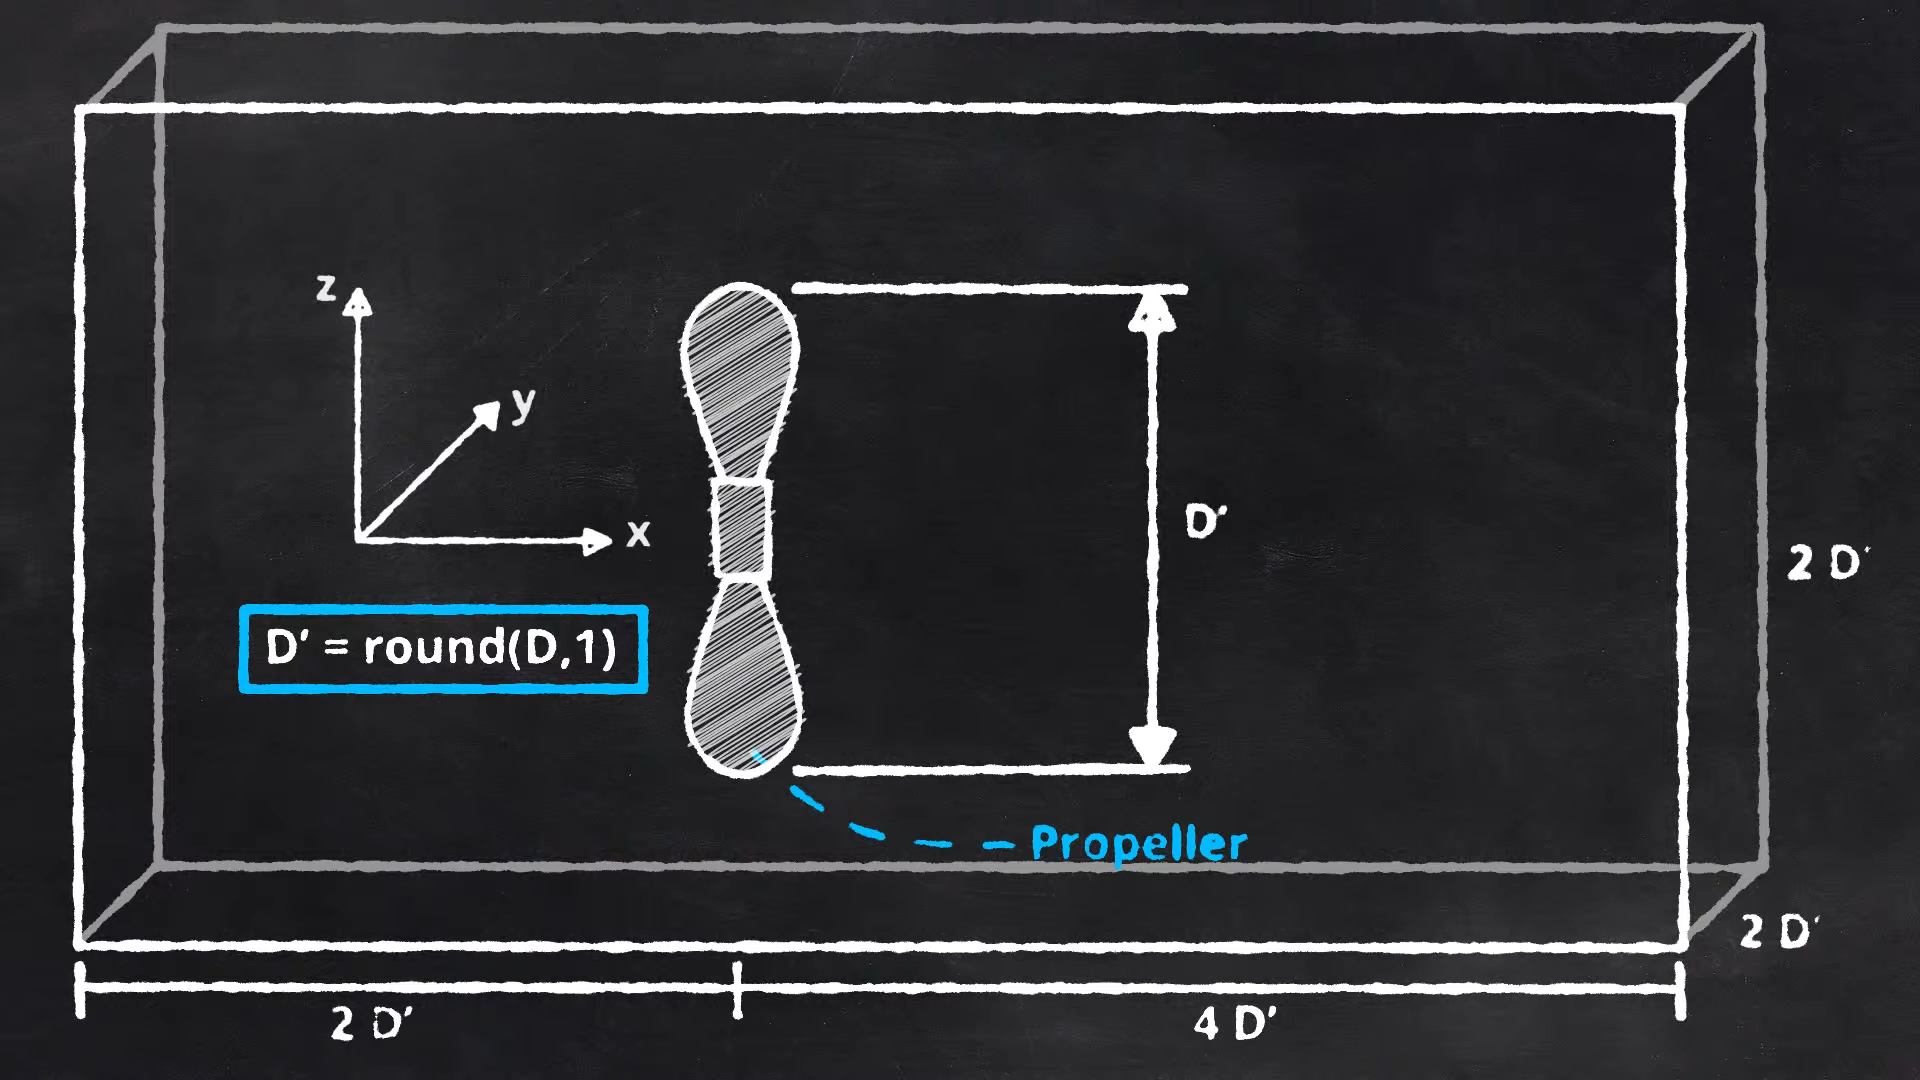 z
y
x
D′ = round(D,1)
D′
Propeller
2 D′
2 D′
2 D′
4 D′